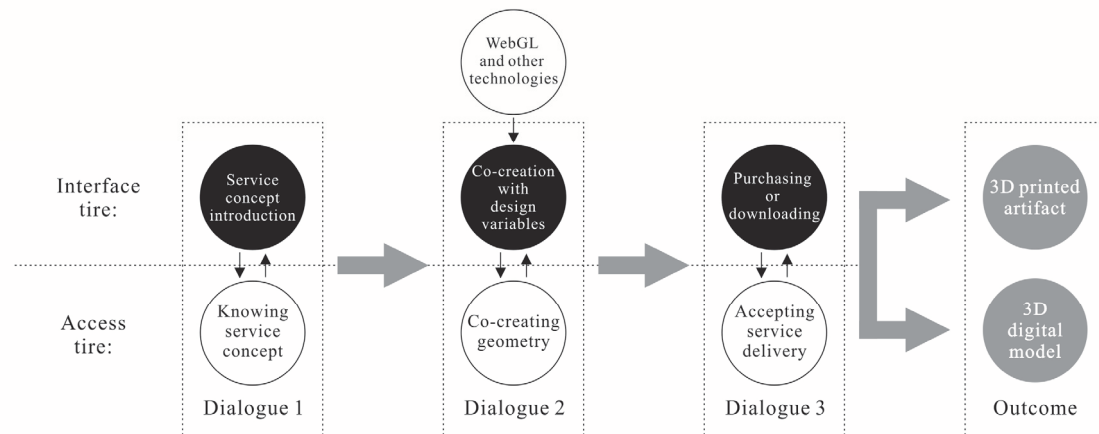 WebGL
and other
technologies
Interface
tire:
Service
concept
introduction
Co-creation
with
design
variables
Purchasing
or
downloading
3D printed
artifact
Access
tire:
Knowing
service
concept
Co-creating
geometry
Accepting
service
delivery
3D
digital
model
Dialogue 1
Dialogue 2
Dialogue 3
Outcome